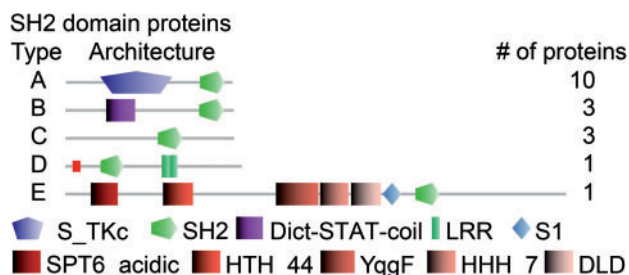 SH2 domain proteins
Type Architecture # of proteins
A 10
B 3
C 3
D 1
E 1
S_TKc SH2 Dict-STAT-coil LRR S1
SPT6 acidic HTH 44 YqgF HHH 7 DLD